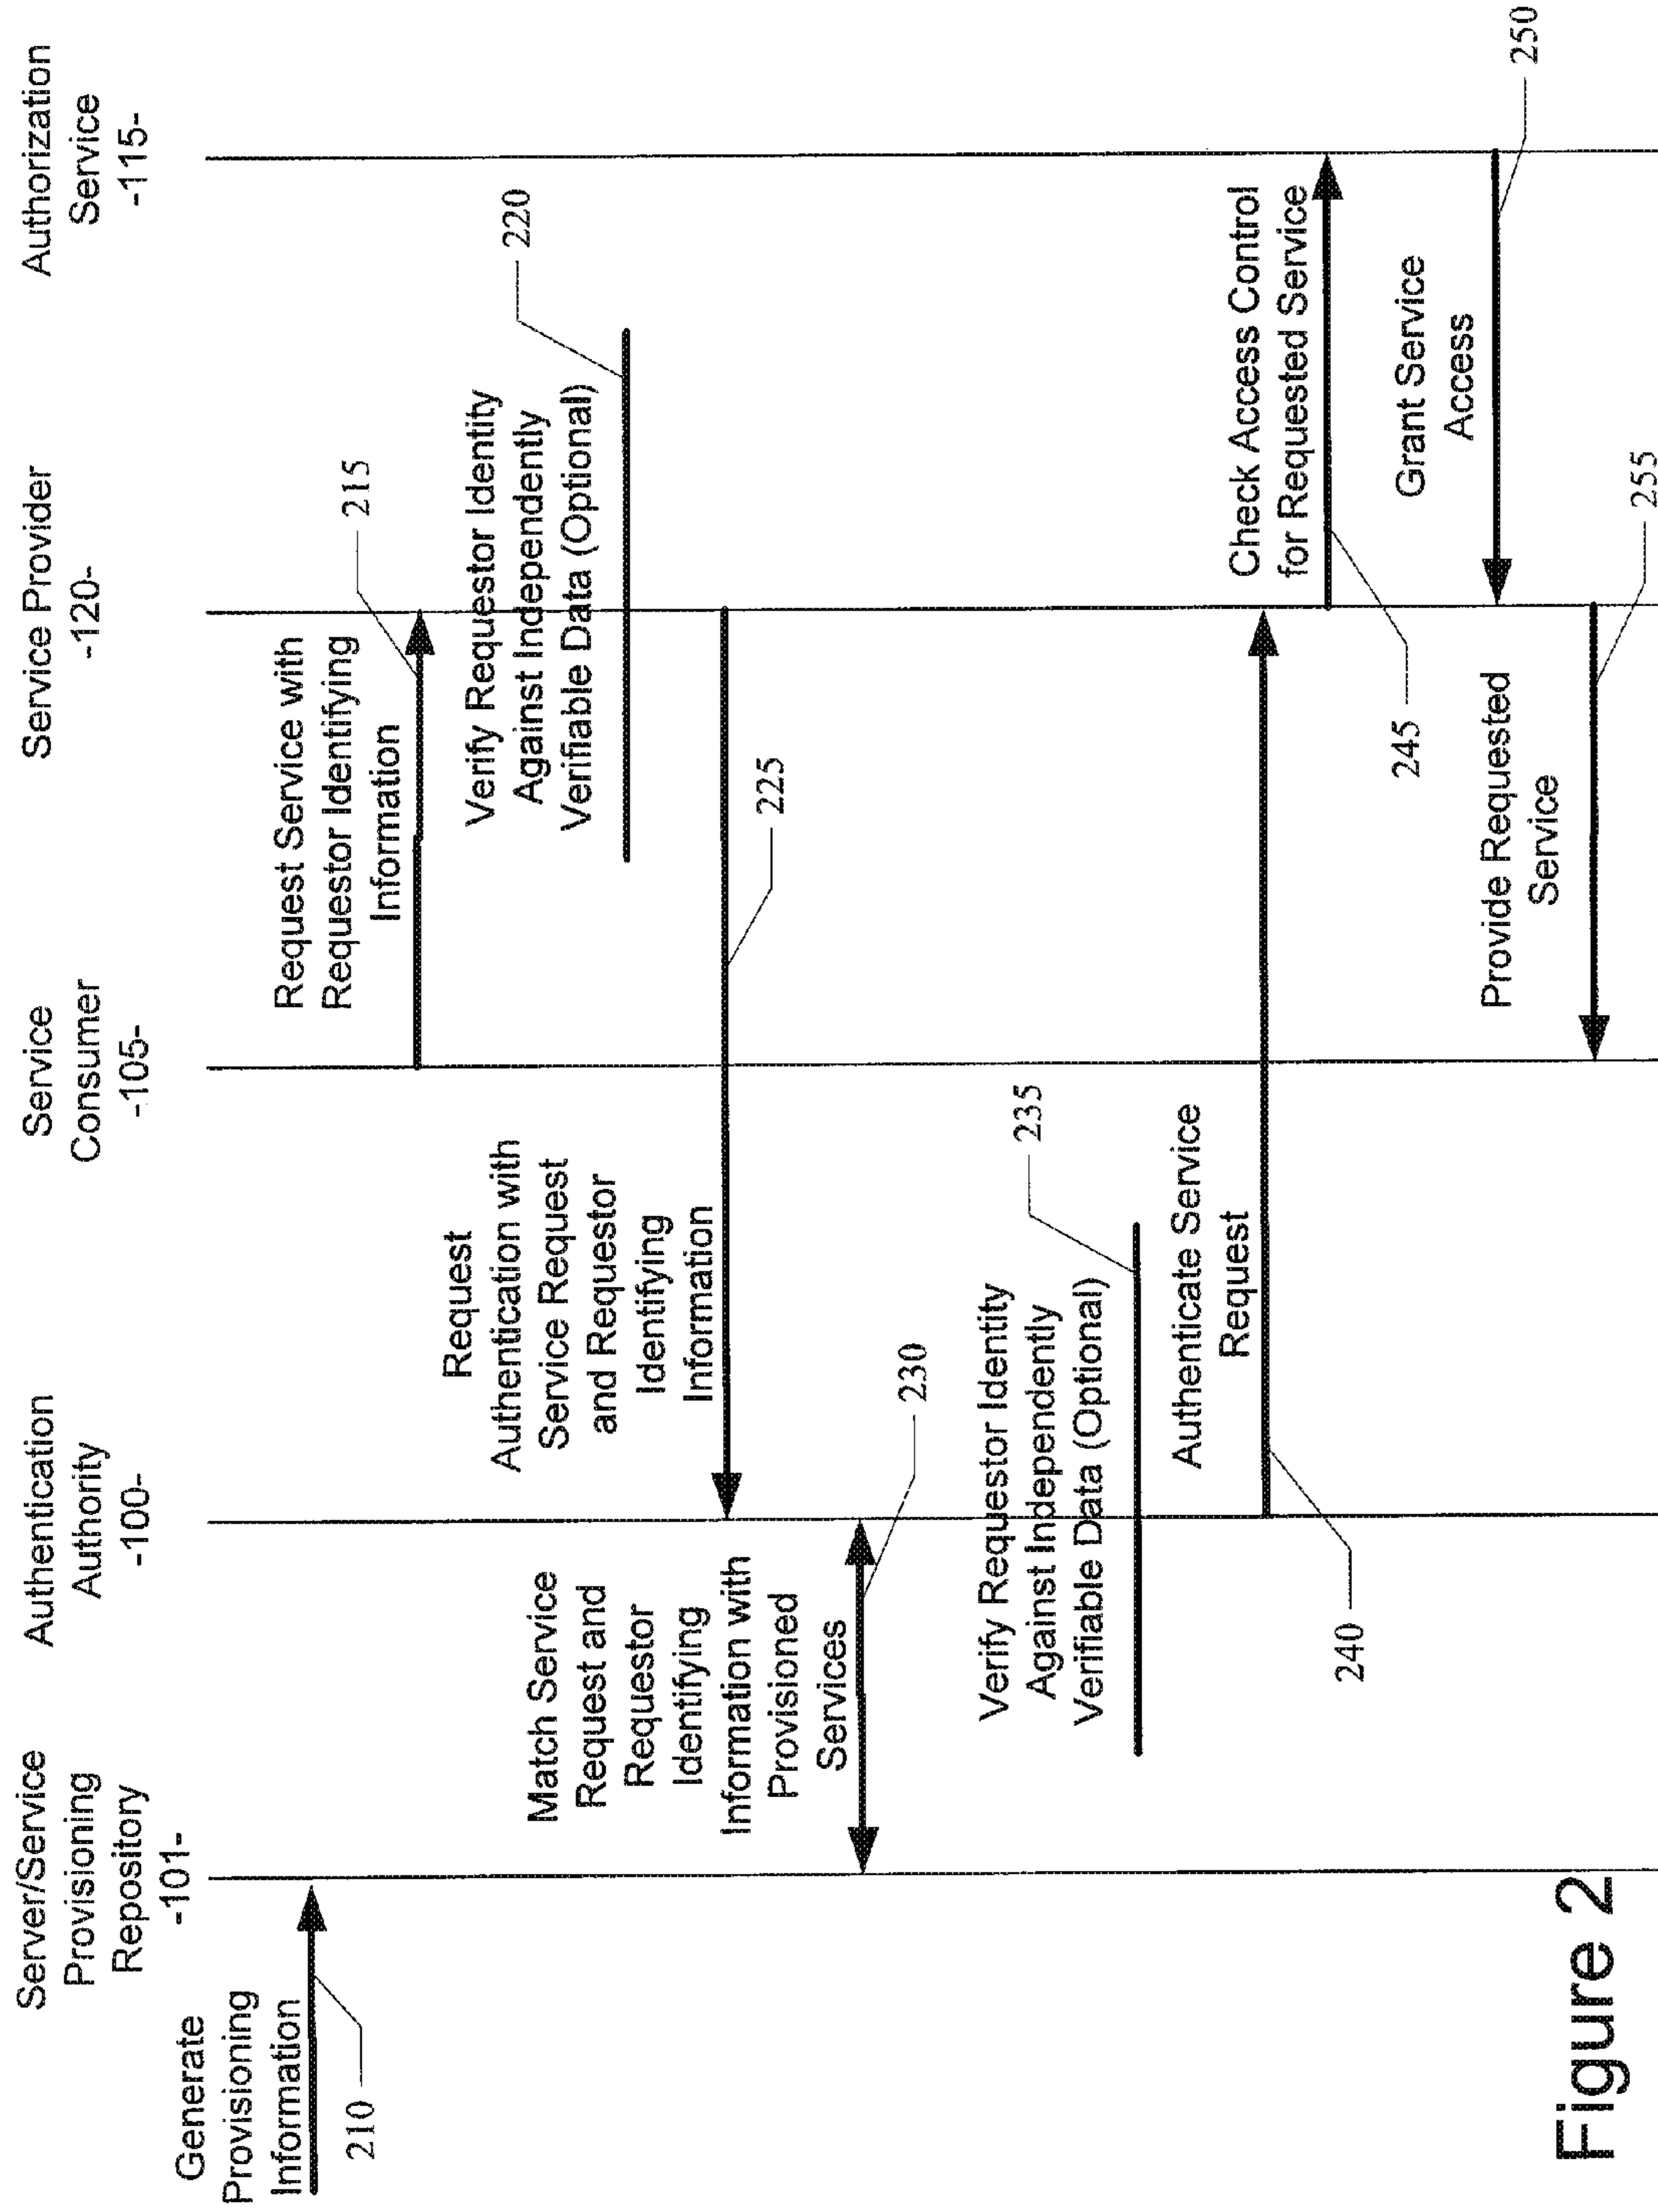 Server/Service
Provisioning
Repository
-101-
Authentication
Authority
-100-
Service
Consumer
-105-
Service Provider
-120-
Authorization
Service
-115-
Generate
Provisioning
Information
210
Request Service with
Requestor Identifying
Information
215
Verify Requestor Identity
Against Independently
Verifiable Data (Optional)
220
Request
Authentication with
Service Request
and Requestor
Identifying
Information
225
Match Service
Request and
Requestor
Identifying
Information with
Provisioned
Services
230
Verify Requestor Identity
Against Independently
Verifiable Data (Optional)
235
Authenticate Service
Request
240
Check Access Control
for Requested Service
245
Grant Service
Access
250
Provide Requested
Service
255
Figure 2